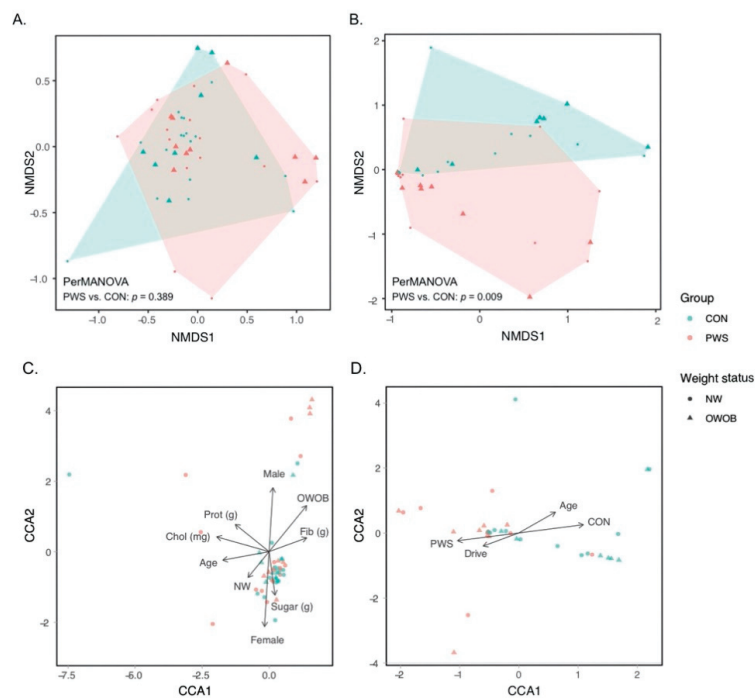 A.
B.
NMDS2
0.5
0.0
-0.5
-1.0
PerMANOVA
PWS vs. CON: p = 0.389
-1.0
-0.5
0.0
0.5
1.0
NMDS1
NMDS2
2
1
0
-1
-2
PerMANOVA
PWS vs. CON: p = 0.009
-1
0
1
2
NMDS1
Group
CON
PWS
Weight status
NW
OWOB
C.
D.
CCA2
4
2
0
-2
Male
OWOB
Prot (g)
Fib (g)
Chol (mg)
Age
NW
Sugar (g)
Female
-7.5
-5.0
-2.5
0.0
CCA1
CCA2
4
2
0
-2
-4
Age
CON
PWS
Drive
-2
-1
0
1
2
CCA1